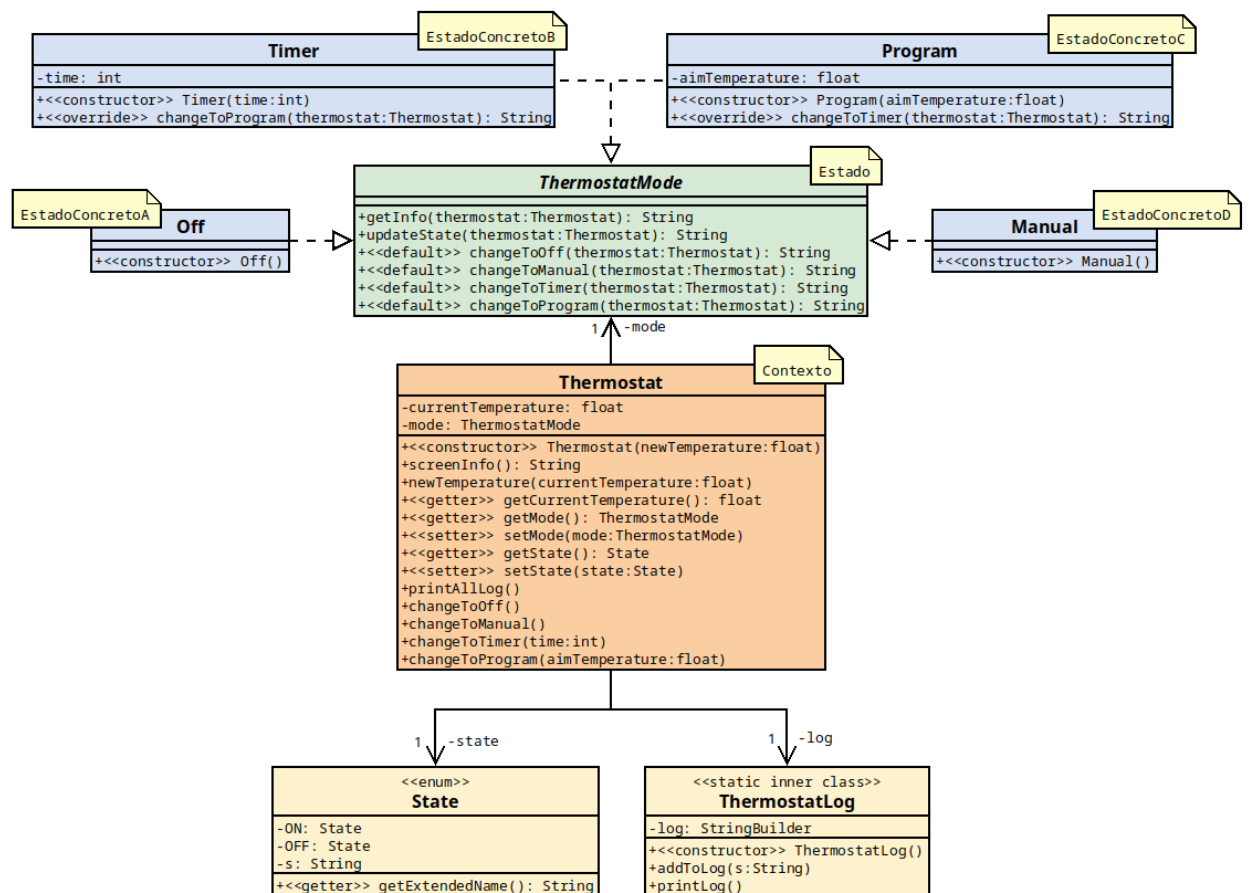 EstadoConcretoB
Timer
-time: int
+<<constructor>> Timer(time:int)
+<<override>> changeToProgram(thermostat:Thermostat): String
EstadoConcretoC
Program
-aimTemperature: float
+<<constructor>> Program(aimTemperature:float)
+<<override>> changeToTimer(thermostat:Thermostat): String
Estado
ThermostatMode
+getInfo(thermostat:Thermostat): String
+updateState(thermostat:Thermostat): String
+<<default>> changeToOff(thermostat:Thermostat): String
+<<default>> changeToManual(thermostat:Thermostat): String
+<<default>> changeToTimer(thermostat:Thermostat): String
+<<default>> changeToProgram(thermostat:Thermostat): String
EstadoConcretoA
Off
+<<constructor>> Off()
EstadoConcretoD
Manual
+<<constructor>> Manual()
1
-mode
Contexto
Thermostat
-currentTemperature: float
-mode: ThermostatMode
+<<constructor>> Thermostat(newTemperature:float)
+screenInfo(): String
+newTemperature(currentTemperature:float)
+<<getter>> getCurrentTemperature(): float
+<<getter>> getMode(): ThermostatMode
+<<setter>> setMode(mode:ThermostatMode)
+<<getter>> getState(): State
+<<setter>> setState(state:State)
+printAllLog()
+changeToOff()
+changeToManual()
+changeToTimer(time:int)
+changeToProgram(aimTemperature:float)
1
-state
1
-log
<<enum>>
State
-ON: State
-OFF: State
-s: String
+<<getter>> getExtendedName(): String
<<static inner class>>
ThermostatLog
-log: StringBuilder
+<<constructor>> ThermostatLog()
+addToLog(s:String)
+printLog()